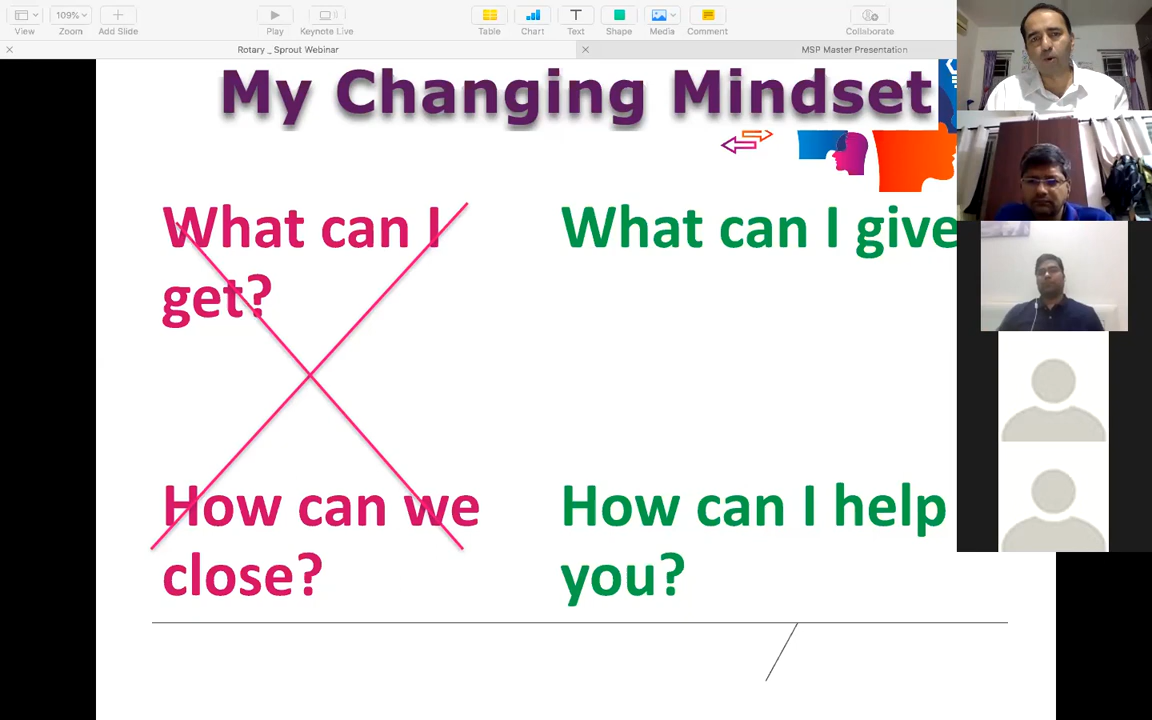 View
109%
Zoom
Add Slide
Play
Keynote Live
Table
Chart
Text
Shape
Media
Comment
Collaborate
Rotary _ Sprout Webinar
MSP Master Presentation
My Changing Mindset
What can I
get?
What can I give
How can we
close?
How can I help
you?